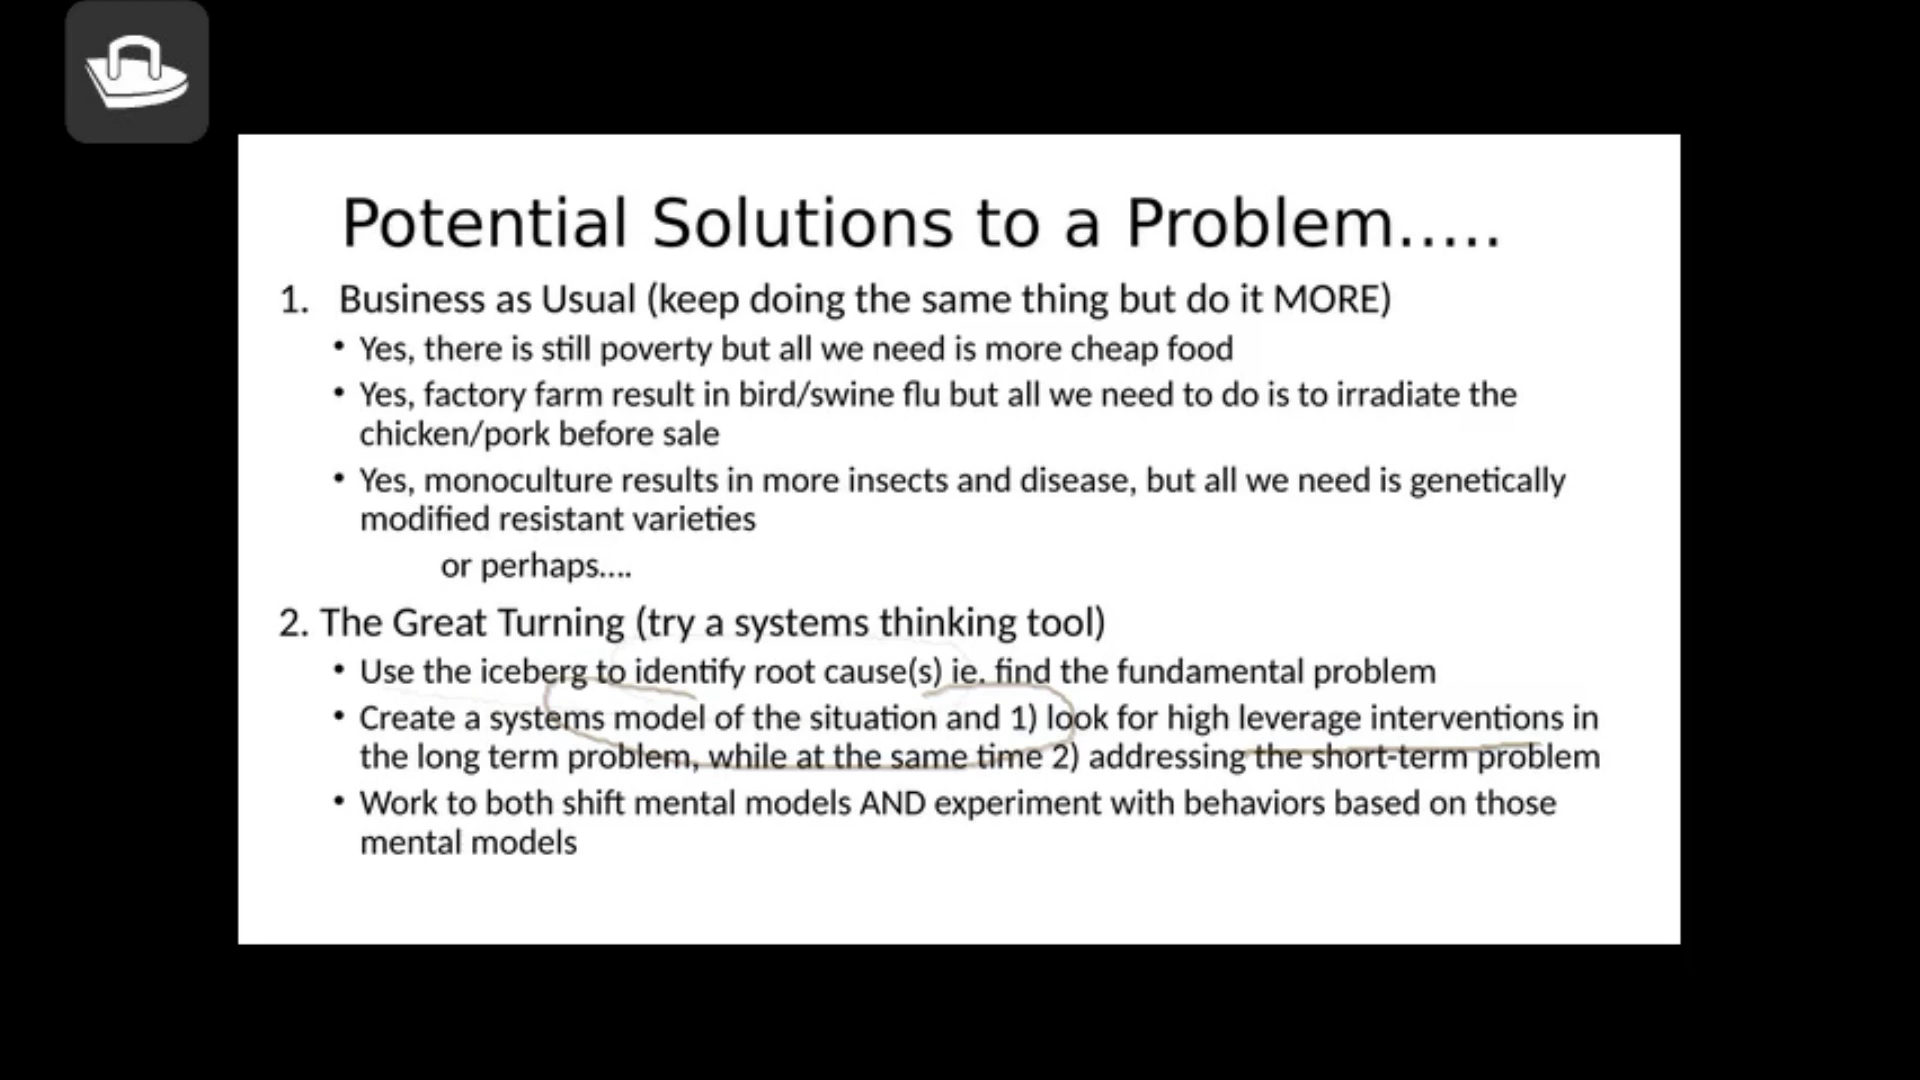 Potential Solutions to a Problem.....
1. Business as Usual (keep doing the same thing but do it MORE)
• Yes, there is still poverty but all we need is more cheap food
• Yes, factory farm result in bird/swine flu but all we need to do is to irradiate the
chicken/pork before sale
• Yes, monoculture results in more insects and disease, but all we need is genetically
modified resistant varieties
or perhaps....
2. The Great Turning (try a systems thinking tool)
• Use the iceberg to identify root cause(s) ie. find the fundamental problem
• Create a systems model of the situation and 1) look for high leverage interventions in
the long term problem, while at the same time 2) addressing the short-term problem
• Work to both shift mental models AND experiment with behaviors based on those
mental models